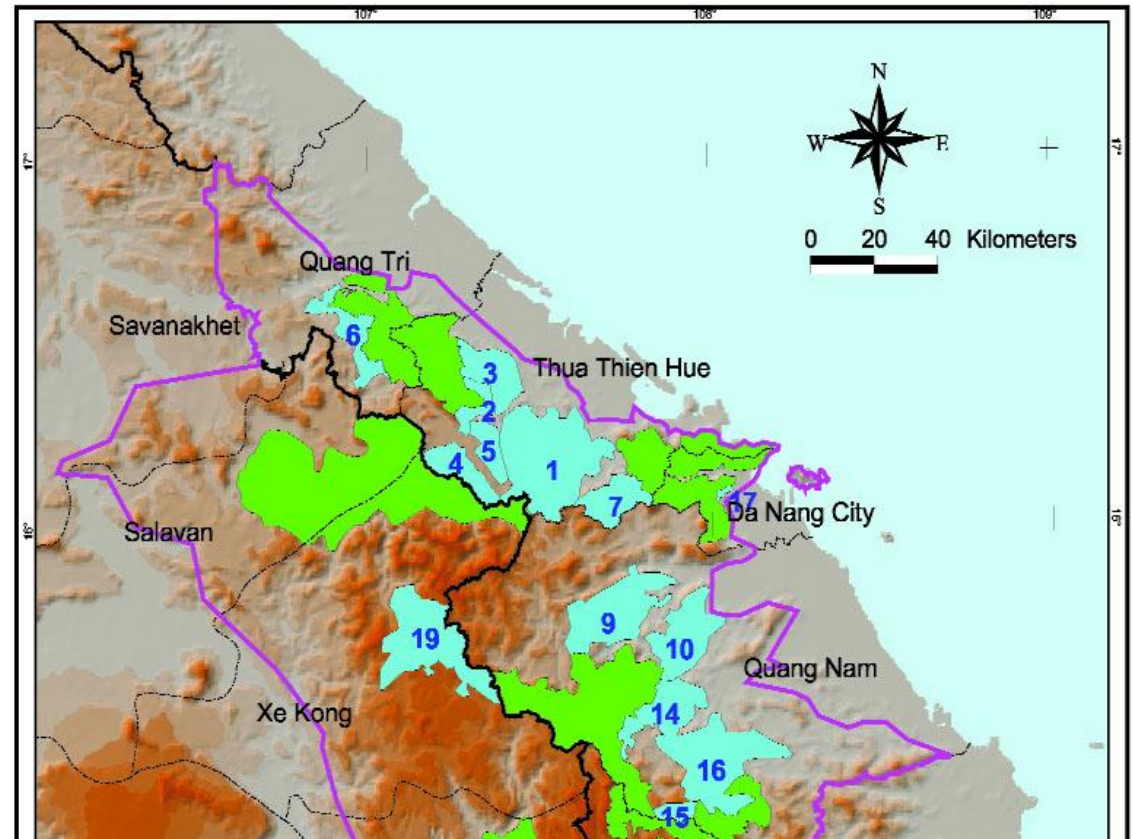 107°
108°
109°
N
W
E
S
17°
17°
0 20 40 Kilometers
Quang Tri
Savanakhet
6
3
Thua Thien Hue
2
5
4
1
7
17
Da Nang City
16°
16°
Salavan
9
19
10
Quang Nam
Xe Kong
14
16
15